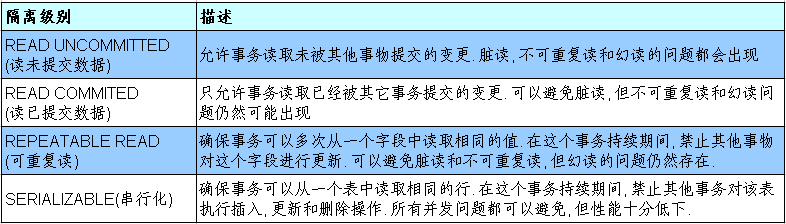 隔离级别 描述
READ UNCOMMITTED
(读未提交数据)
允许事务读取未被其他事物提交的变更.脏读,不可重复读和幻读的问题都会出现
READ COMMITED
(读已提交数据)
只允许事务读取已经被其它事务提交的变更.可以避免脏读,但不可重复读和幻读问
题仍然可能出现
REPEATABLE READ
(可重复读)
确保事务可以多次从一个字段中读取相同的值.在这个事务持续期间,禁止其他事物
对这个字段进行更新.可以避免脏读和不可重复读,但幻读的问题仍然存在.
SERIALIZABLE(串行化)
确保事务可以从一个表中读取相同的行.在这个事务持续期间,禁止其他事务对该表
执行插入,更新和删除操作.所有并发问题都可以避免,但性能十分低下.